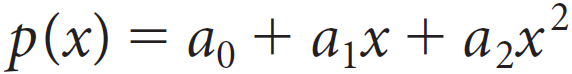 p(x) = a₀ + a₁x + a₂x²